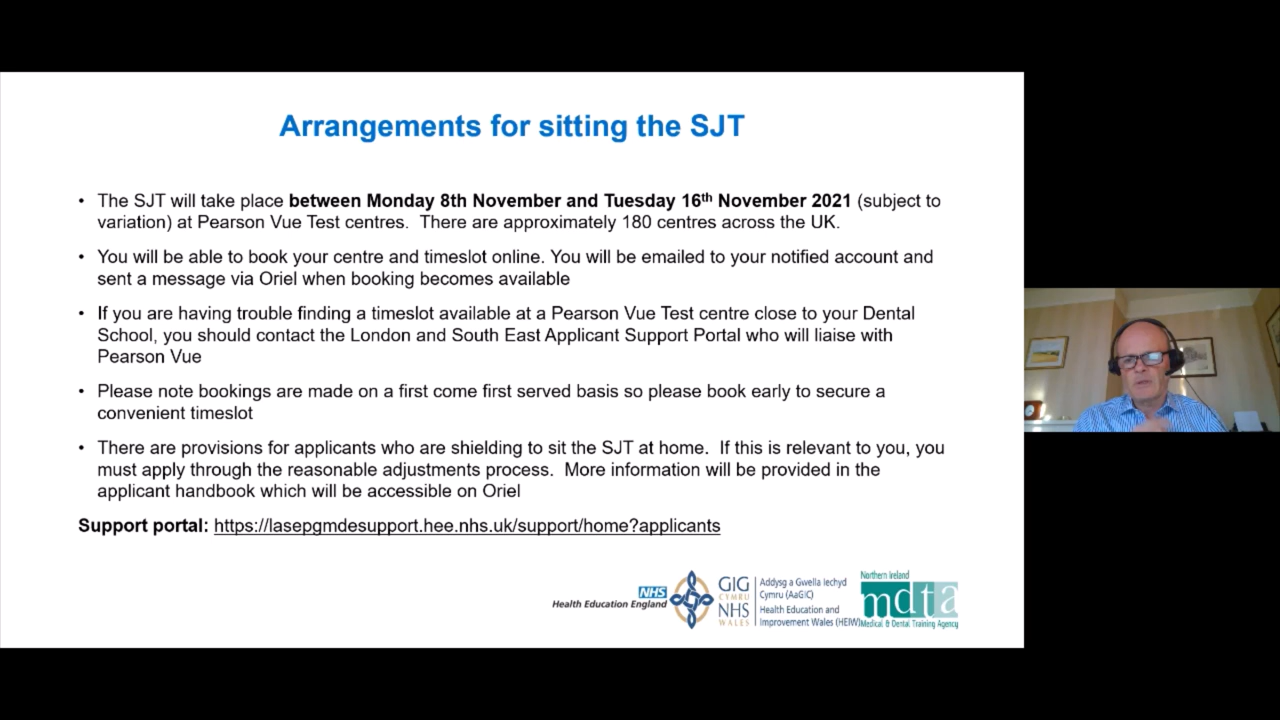 Arrangements for sitting the SJT
• The SJT will take place between Monday 8th November and Tuesday 16th November 2021 (subject to
variation) at Pearson Vue Test centres. There are approximately 180 centres across the UK.
• You will be able to book your centre and timeslot online. You will be emailed to your notified account and
sent a message via Oriel when booking becomes available
• If you are having trouble finding a timeslot available at a Pearson Vue Test centre close to your Dental
School, you should contact the London and South East Applicant Support Portal who will liaise with
Pearson Vue
• Please note bookings are made on a first come first served basis so please book early to secure a
convenient timeslot
• There are provisions for applicants who are shielding to sit the SJT at home. If this is relevant to you, you
must apply through the reasonable adjustments process. More information will be provided in the
applicant handbook which will be accessible on Oriel
Support portal: https://lasepgmdesupport.hee.nhs.uk/support/home?applicants
NHS
Health Education England
GIG
CYMRU
NHS
WALES
Addysg a Gwella Iechyd
Cymru (AaGIC)
Health Education and
Improvement Wales (HEIW)
Northern Ireland
mdta
Medical & Dental Training Agency